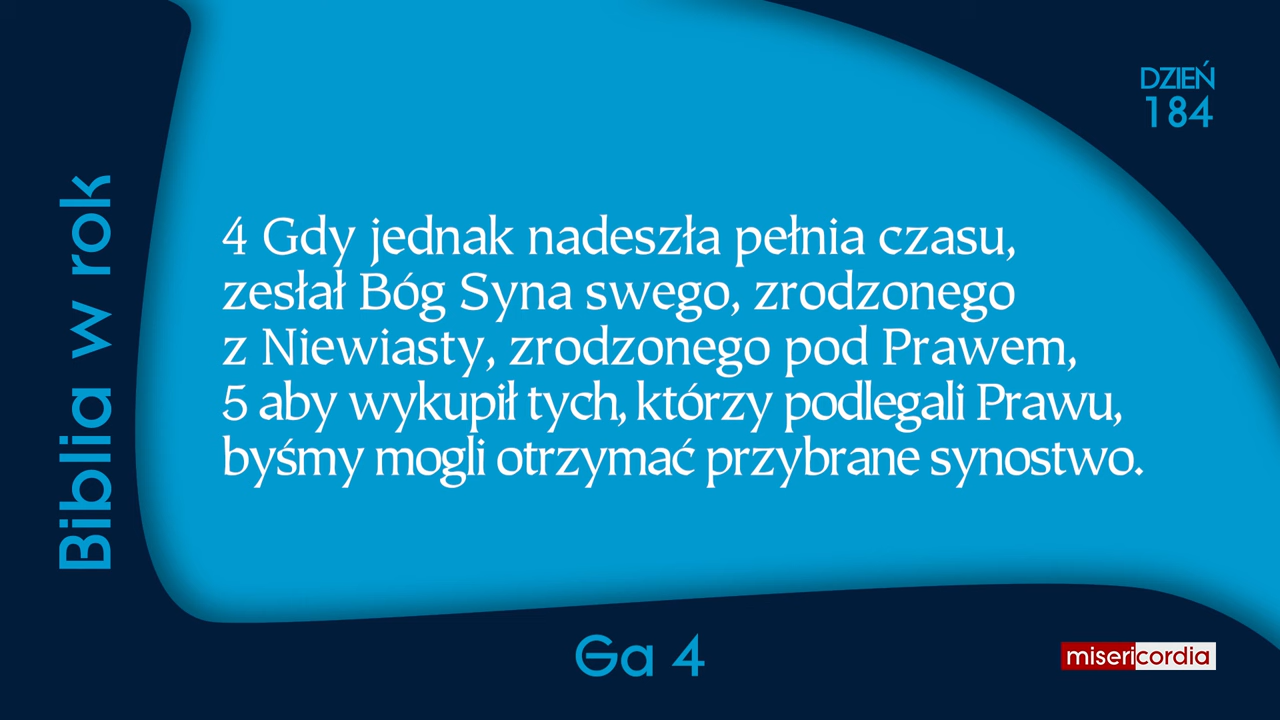 DZIEŃ
184
Biblia w rok
4 Gdy jednak nadeszła pełnia czasu,
zesłał Bóg Syna swego, zrodzonego
z Niewiasty, zrodzonego pod Prawem,
5 aby wykupił tych, którzy podlegali Prawu,
byśmy mogli otrzymać przybrane synostwo.
Ga 4
misericordia